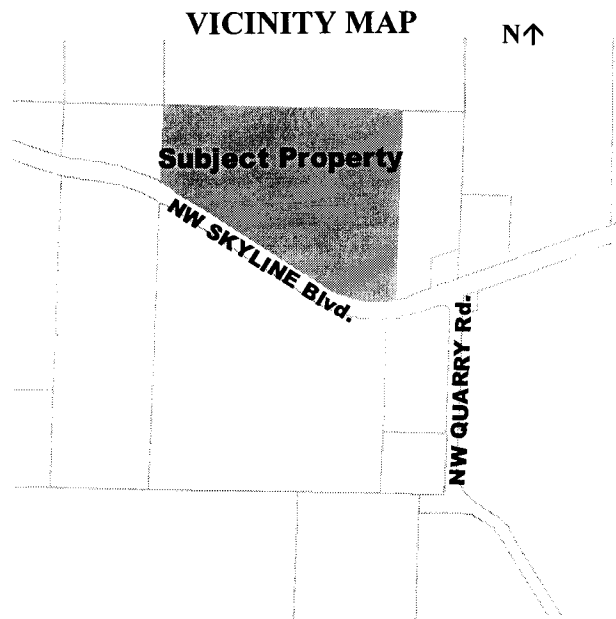 VICINITY MAP
N↑
Subject Property
NW SKYLINE Blvd.
NW QUARRY Rd.